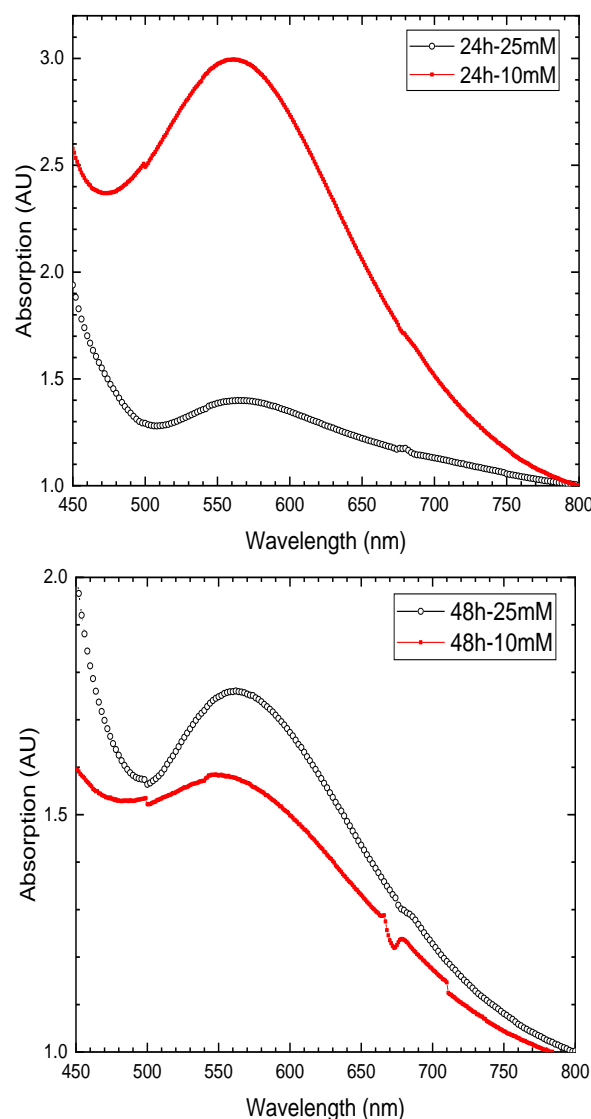 3.0
2.5
2.0
1.5
1.0
Absorption (AU)
24h-25mM
24h-10mM
450 500 550 600 650 700 750 800
Wavelength (nm)
2.0
1.5
1.0
Absorption (AU)
48h-25mM
48h-10mM
450 500 550 600 650 700 750 800
Wavelength (nm)